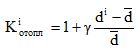 K^i_отопл = 1 + γ (d^i − d̄) / d̄